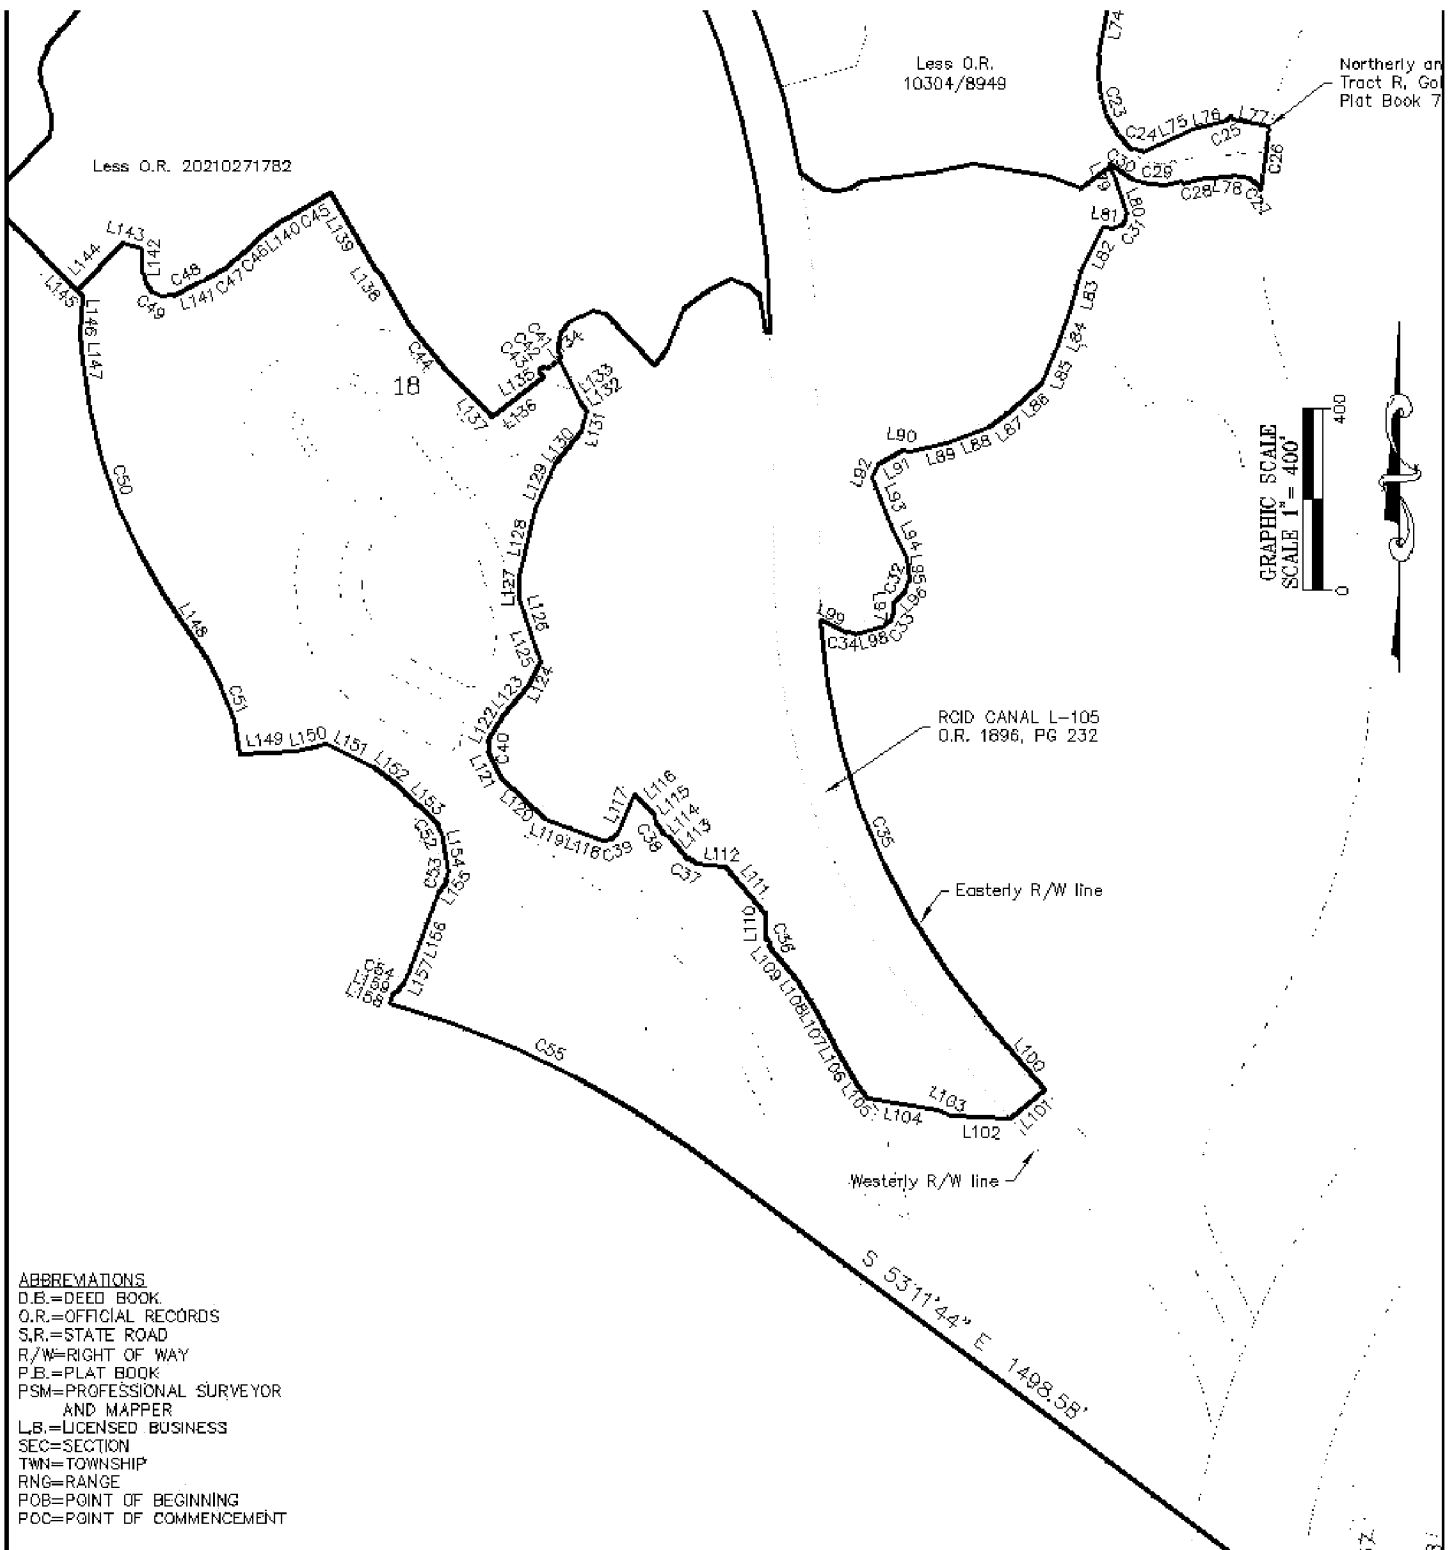 L74
Less O.R.
10304/8949
Northerly an
Tract R, Gol
Plat Book 7
C23
C24
L75
L76
L77
C25
C26
Less O.R. 20210271782
C30
L79
C29
C28
L78
C27
L80
L81
C31
L82
L83
L84
L85
L86
L87
L88
L89
L90
L91
L92
L93
L94
L95
C32
L96
L97
C33
L98
C34
L99
L143
L142
L144
L145
C49
C48
L141
C47
C46
L140
C45
L139
L138
C44
18
L137
L136
L135
C43
C42
C41
L134
L133
L132
L131
L130
L129
L128
L127
L126
L125
L124
L123
L122
C40
L121
L120
L119
L118
C39
L117
L116
L115
L114
L113
C38
C37
L112
L111
L110
C36
L109
L108
L107
L106
L105
L104
L103
L102
L101
L100
C35
L146
L147
C50
L148
C51
L149
L150
L151
L152
L153
C52
L154
C53
L155
L156
L157
C54
C55
GRAPHIC SCALE
SCALE 1" = 400'
0
400
RCID CANAL L-105
O.R. 1896, PG 232
Easterly R/W line
Westerly R/W line
S 53°11'44" E 1498.58'
ABBREVIATIONS
D.B.=DEED BOOK
O.R.=OFFICIAL RECORDS
S.R.=STATE ROAD
R/W=RIGHT OF WAY
P.B.=PLAT BOOK
PSM=PROFESSIONAL SURVEYOR
AND MAPPER
L.B.=LICENSED BUSINESS
SEC=SECTION
TWN=TOWNSHIP
RNG=RANGE
POB=POINT OF BEGINNING
POC=POINT OF COMMENCEMENT